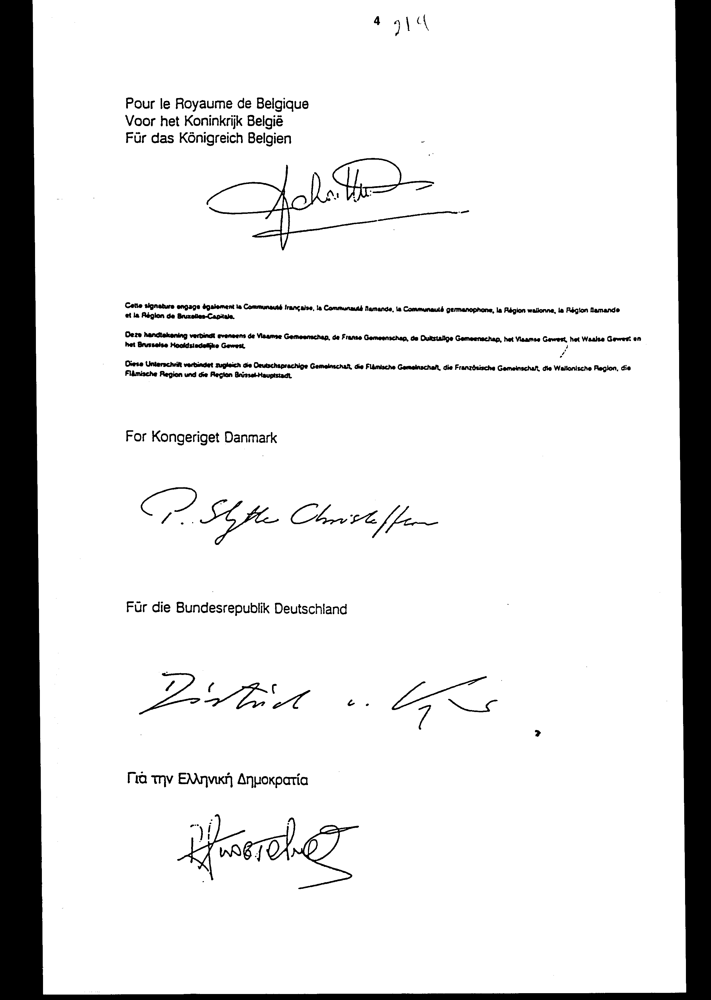 4 214
Pour le Royaume de Belgique
Voor het Koninkrijk België
Für das Königreich Belgien
Cette signature engage également la Communauté française, la Communauté flamande, la Communauté germanophone, la Région wallonne, la Région flamande
et la Région de Bruxelles-Capitale.
Deze handtekening verbindt eveneens de Vlaamse Gemeenschap, de Franse Gemeenschap, de Duitstalige Gemeenschap, het Vlaamse Gewest, het Waalse Gewest en
het Brusselse Hoofdstedelijke Gewest.
Diese Unterschrift verbindet zugleich die Deutschsprachige Gemeinschaft, die Flämische Gemeinschaft, die Französische Gemeinschaft, die Wallonische Region, die
Flämische Region und die Region Brüssel-Hauptstadt.
For Kongeriget Danmark
P. Skytte Christoffersen
Für die Bundesrepublik Deutschland
Dietrich v. K
Γιά την Ελληνική Δημοκρατία